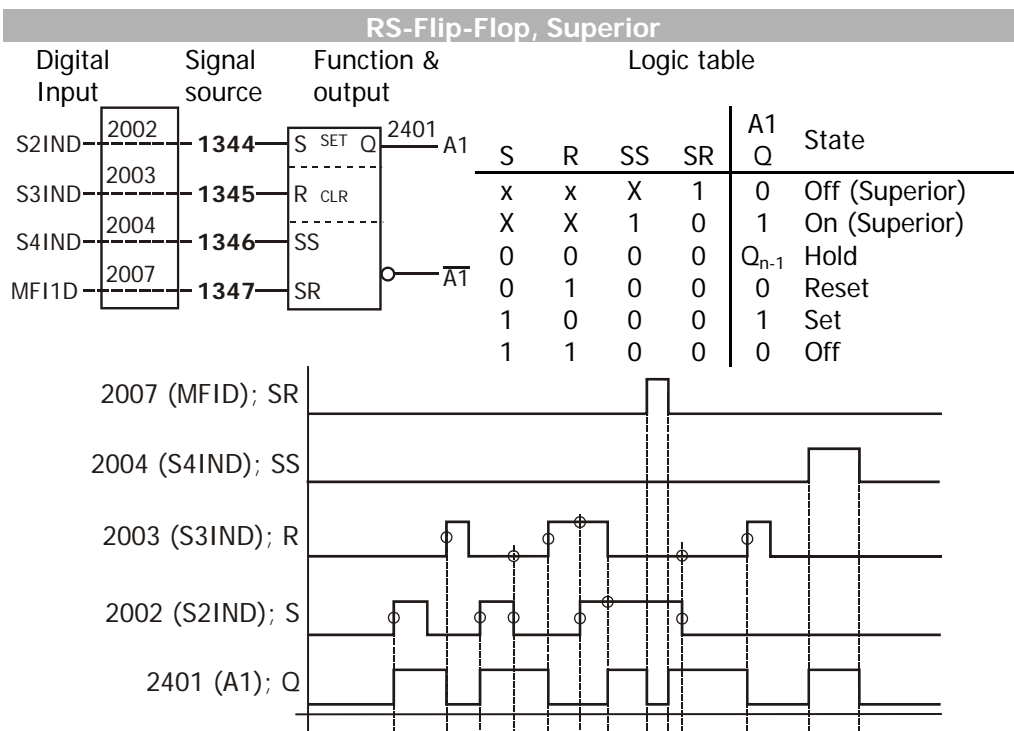 RS-Flip-Flop, Superior
Digital Input
Signal source
Function & output
Logic table
S2IND 2002 1344 S SET Q 2401 A1
S3IND 2003 1345 R CLR
S4IND 2004 1346 SS
MFI1D 2007 1347 SR A1
A1
S R SS SR Q State
x x X 1 0 Off (Superior)
X X 1 0 1 On (Superior)
0 0 0 0 Qn-1 Hold
0 1 0 0 0 Reset
1 0 0 0 1 Set
1 1 0 0 0 Off
2007 (MFID); SR
2004 (S4IND); SS
2003 (S3IND); R
2002 (S2IND); S
2401 (A1); Q